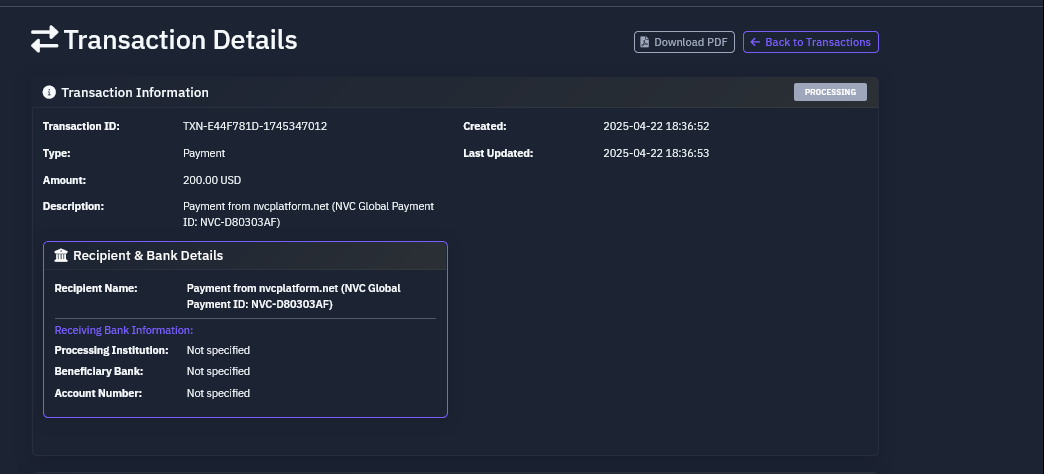 Transaction Details
Download PDF
Back to Transactions
Transaction Information
PROCESSING
Transaction ID: TXN-E44F781D-1745347012
Created: 2025-04-22 18:36:52
Type: Payment
Last Updated: 2025-04-22 18:36:53
Amount: 200.00 USD
Description: Payment from nvcplatform.net (NVC Global Payment
ID: NVC-D80303AF)
Recipient & Bank Details
Recipient Name: Payment from nvcplatform.net (NVC Global
Payment ID: NVC-D80303AF)
Receiving Bank Information:
Processing Institution: Not specified
Beneficiary Bank: Not specified
Account Number: Not specified